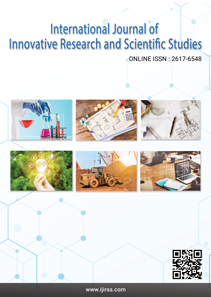 International Journal of
Innovative Research and Scientific Studies
ONLINE ISSN : 2617-6548
www.ijirss.com